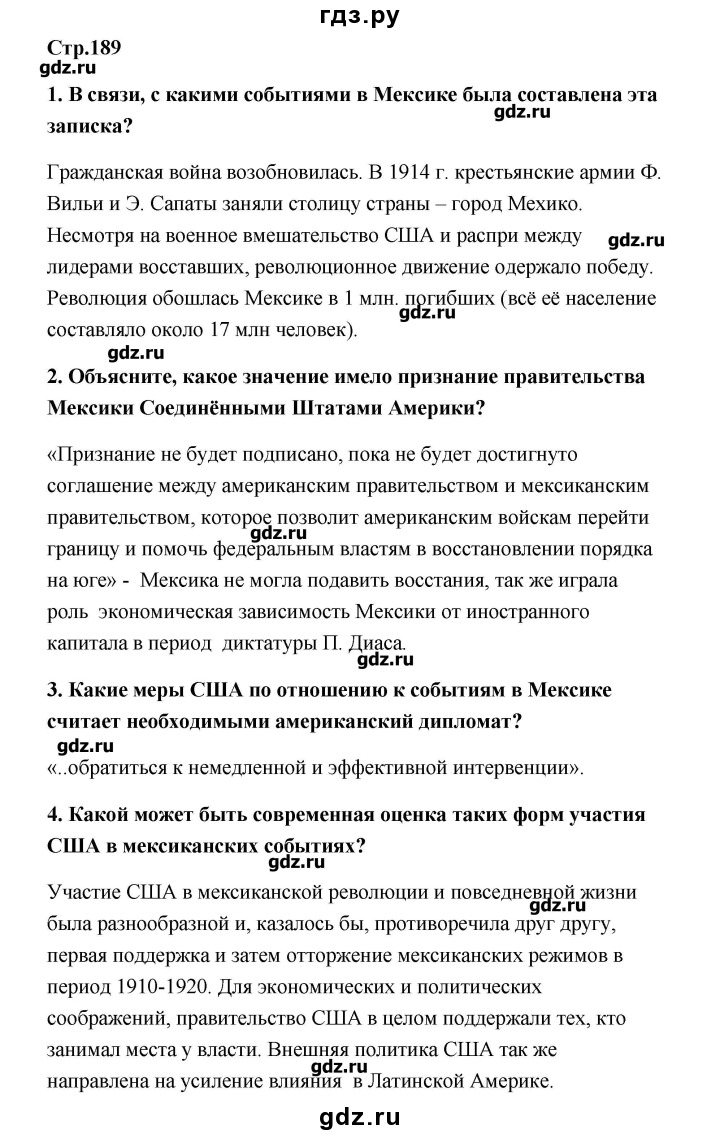 гдз.ру
Стр.189
gdz.ru
1. В связи, с какими событиями в Мексике была составлена эта
gdz.ru
записка?
Гражданская война возобновилась. В 1914 г. крестьянские армии Ф.
Вильи и Э. Сапаты заняли столицу страны – город Мехико.
Несмотря на военное вмешательство США и распри между
gdz.ru
лидерами восставших, революционное движение одержало победу.
Революция обошлась Мексике в 1 млн. погибших (всё её население
gdz.ru
составляло около 17 млн человек).
gdz.ru
2. Объясните, какое значение имело признание правительства
Мексики Соединёнными Штатами Америки?
«Признание не будет подписано, пока не будет достигнуто
соглашение между американским правительством и мексиканским
правительством, которое позволит американским войскам перейти
gdz.ru
границу и помочь федеральным властям в восстановлении порядка
на юге» - Мексика не могла подавить восстания, так же играла
роль экономическая зависимость Мексики от иностранного
капитала в период диктатуры П. Диаса.
gdz.ru
3. Какие меры США по отношению к событиям в Мексике
считает необходимыми американский дипломат?
gdz.ru
«..обратиться к немедленной и эффективной интервенции».
4. Какой может быть современная оценка таких форм участия
США в мексиканских событиях?
gdz.ru
Участие США в мексиканской революции и повседневной жизни
gdz.ru
была разнообразной и, казалось бы, противоречила друг другу,
первая поддержка и затем отторжение мексиканских режимов в
период 1910-1920. Для экономических и политических
соображений, правительство США в целом поддержали тех, кто
занимал места у власти. Внешняя политика США так же
gdz.ru
направлена на усиление влияния в Латинской Америке.
gdz.ru